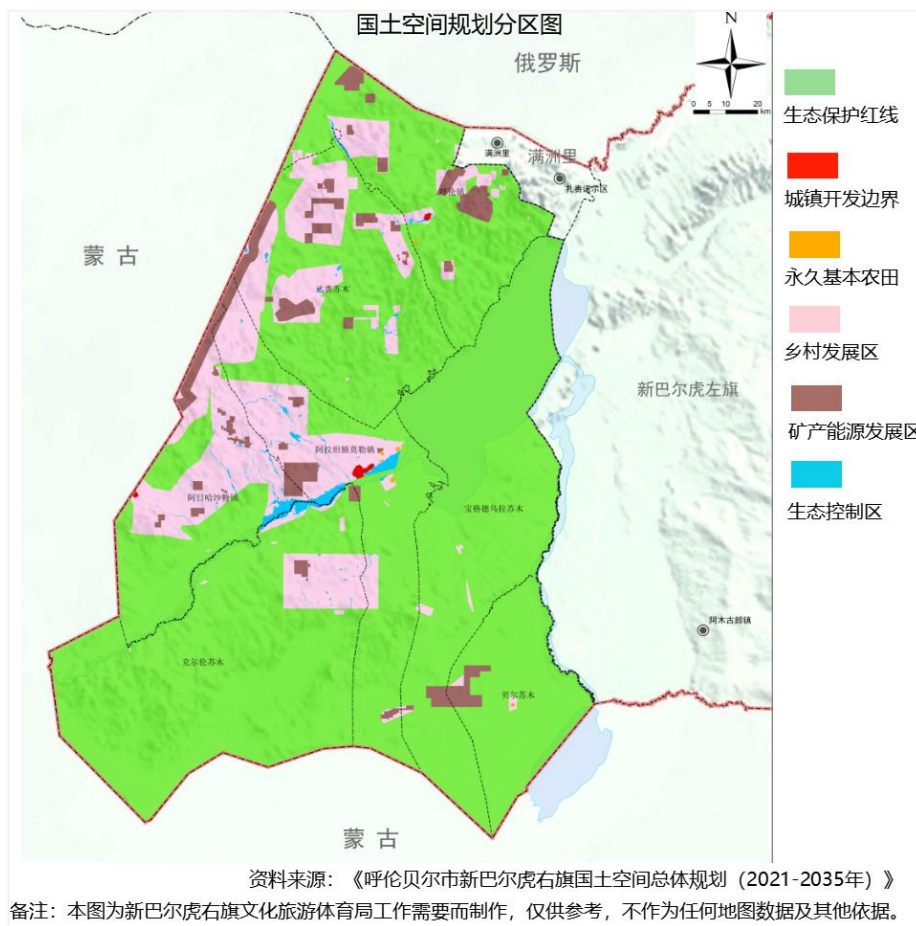 国土空间规划分区图
N
俄罗斯
0 5 10 20
km
满洲里
满洲里
扎赉诺尔区
呼伦镇
蒙古
达赉苏木
新巴尔虎左旗
阿拉坦额莫勒镇
阿日哈沙特镇
宝格德乌拉苏木
阿木古郎镇
克尔伦苏木
贝尔苏木
蒙古
生态保护红线
城镇开发边界
永久基本农田
乡村发展区
矿产能源发展区
生态控制区
资料来源：《呼伦贝尔市新巴尔虎右旗国土空间总体规划（2021-2035年）》
备注：本图为新巴尔虎右旗文化旅游体育局工作需要而制作，仅供参考，不作为任何地图数据及其他依据。